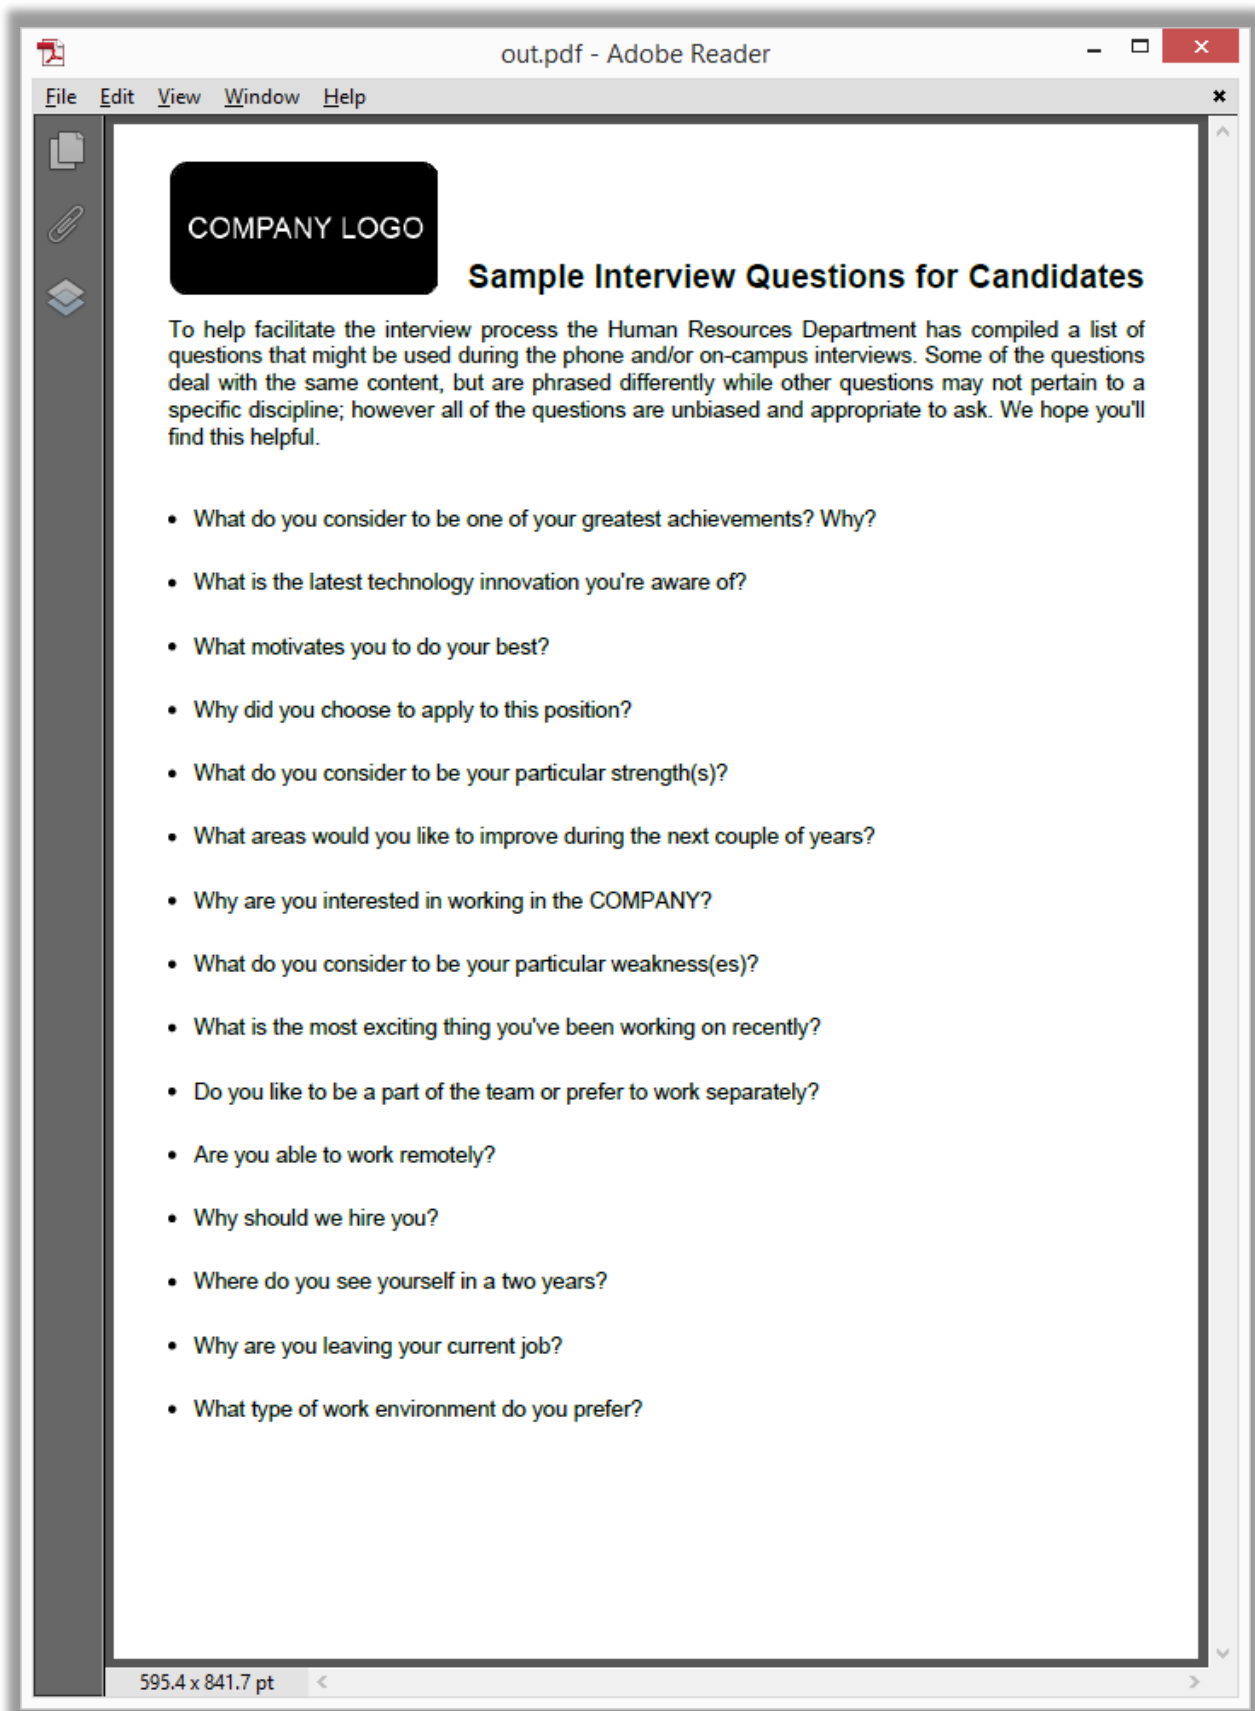 out.pdf - Adobe Reader
File Edit View Window Help
COMPANY LOGO
Sample Interview Questions for Candidates
To help facilitate the interview process the Human Resources Department has compiled a list of
questions that might be used during the phone and/or on-campus interviews. Some of the questions
deal with the same content, but are phrased differently while other questions may not pertain to a
specific discipline; however all of the questions are unbiased and appropriate to ask. We hope you'll
find this helpful.
• What do you consider to be one of your greatest achievements? Why?
• What is the latest technology innovation you're aware of?
• What motivates you to do your best?
• Why did you choose to apply to this position?
• What do you consider to be your particular strength(s)?
• What areas would you like to improve during the next couple of years?
• Why are you interested in working in the COMPANY?
• What do you consider to be your particular weakness(es)?
• What is the most exciting thing you've been working on recently?
• Do you like to be a part of the team or prefer to work separately?
• Are you able to work remotely?
• Why should we hire you?
• Where do you see yourself in a two years?
• Why are you leaving your current job?
• What type of work environment do you prefer?
595.4 x 841.7 pt